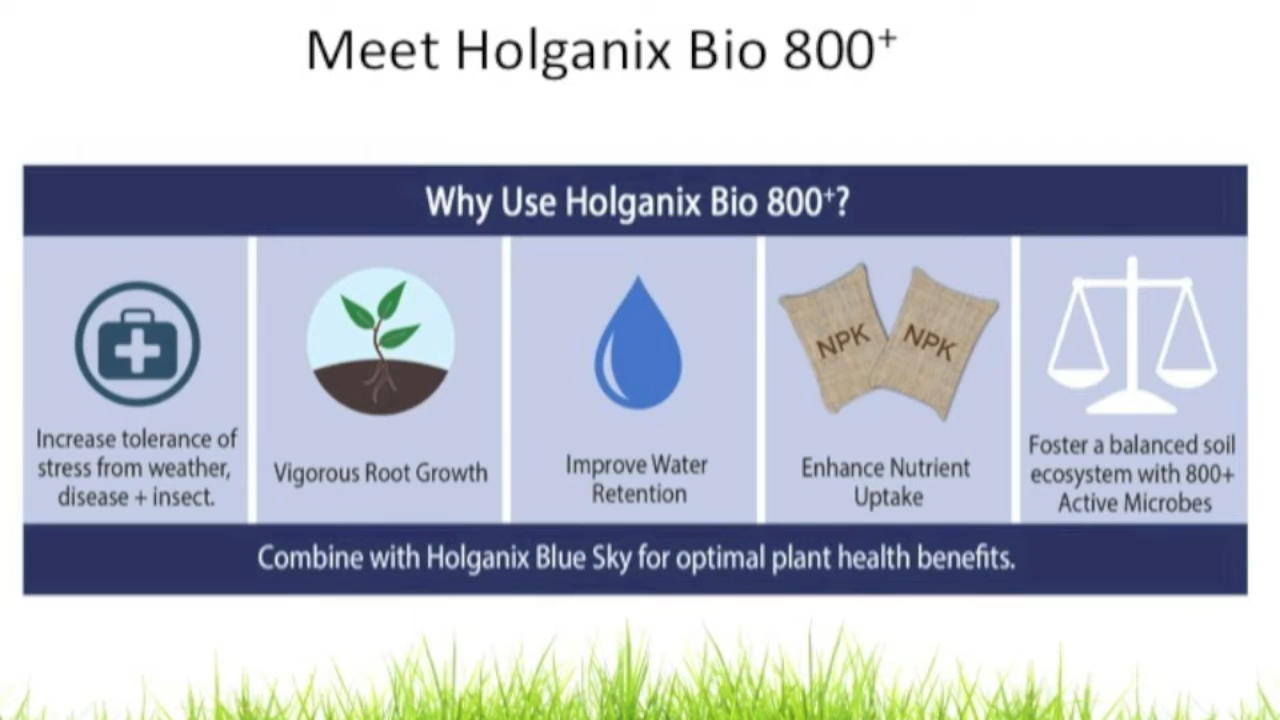 Meet Holganix Bio 800⁺
Why Use Holganix Bio 800⁺?
Increase tolerance of
stress from weather,
disease + insect.
Vigorous Root Growth
Improve Water
Retention
NPK
NPK
Enhance Nutrient
Uptake
Foster a balanced soil
ecosystem with 800+
Active Microbes
Combine with Holganix Blue Sky for optimal plant health benefits.